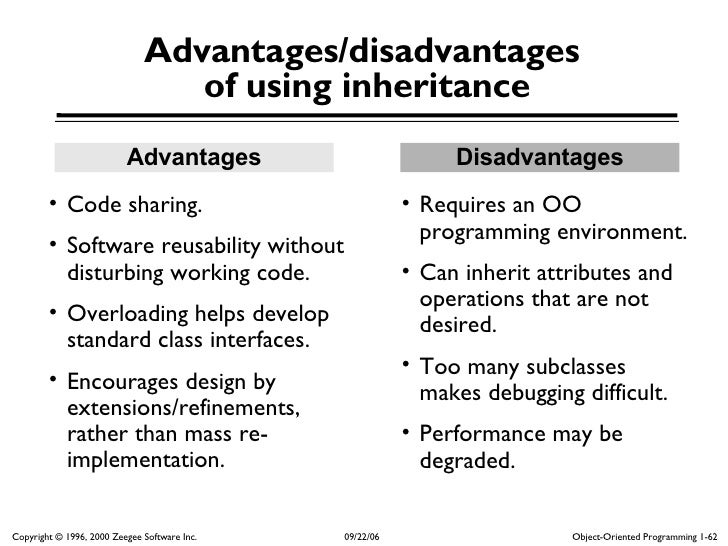 Advantages/disadvantages
of using inheritance
Advantages
• Code sharing.
• Software reusability without
disturbing working code.
• Overloading helps develop
standard class interfaces.
• Encourages design by
extensions/refinements,
rather than mass re-
implementation.
Disadvantages
• Requires an OO
programming environment.
• Can inherit attributes and
operations that are not
desired.
• Too many subclasses
makes debugging difficult.
• Performance may be
degraded.
Copyright © 1996, 2000 Zeegee Software Inc.
09/22/06
Object-Oriented Programming 1-62